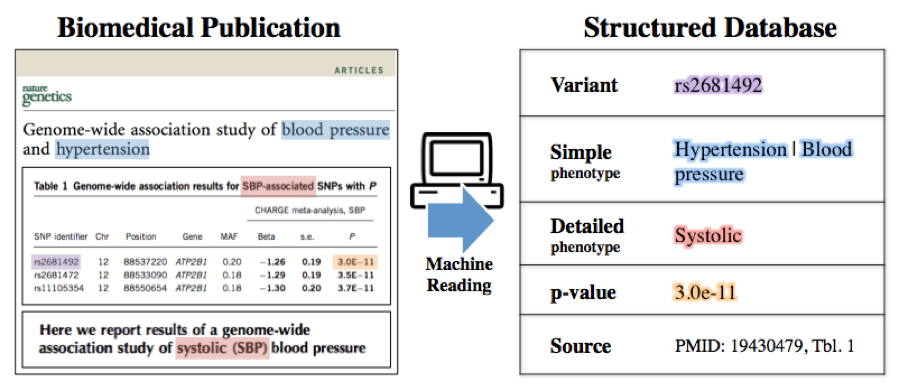 Biomedical Publication
ARTICLES
nature
genetics
Genome-wide association study of blood pressure
and hypertension
Table 1 Genome-wide association results for SBP-associated SNPs with P
CHARGE meta-analysis, SBP
SNP identifier Chr Position Gene MAF Beta s.e. P
rs2681492 12 88537220 ATP2B1 0.20 −1.26 0.19 3.0E−11
rs2681472 12 88533090 ATP2B1 0.18 −1.29 0.19 3.5E−11
rs11105354 12 88550654 ATP2B1 0.18 −1.30 0.20 3.7E−11
Here we report results of a genome-wide
association study of systolic (SBP) blood pressure
Machine
Reading
Structured Database
Variant rs2681492
Simple
phenotype
Hypertension | Blood
pressure
Detailed
phenotype
Systolic
p-value 3.0e-11
Source PMID: 19430479, Tbl. 1